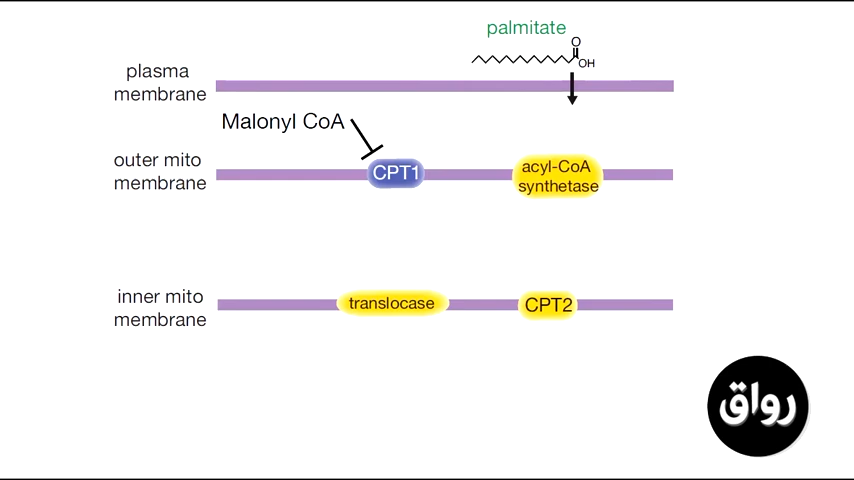 palmitate
O
OH
plasma
membrane
Malonyl CoA
outer mito
membrane
CPT1
acyl-CoA
synthetase
inner mito
membrane
translocase
CPT2
رواق